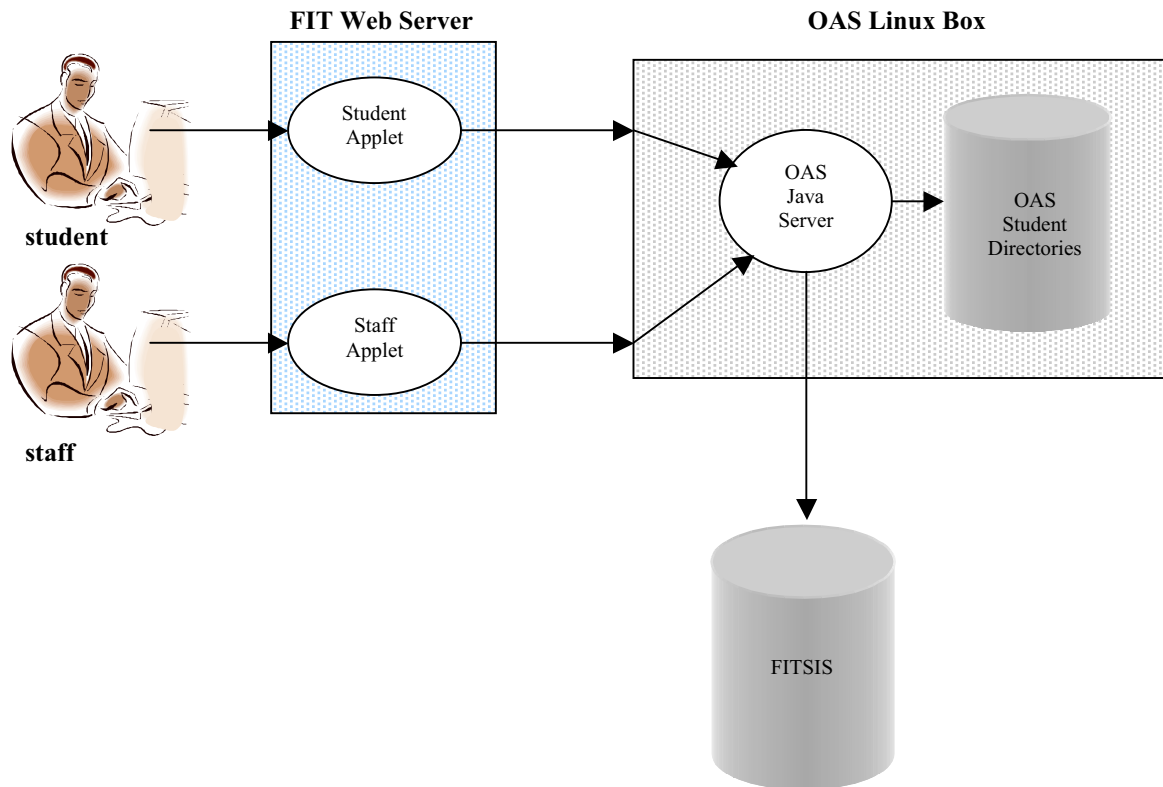 FIT Web Server
OAS Linux Box
Student
Applet
OAS
Java
Server
OAS
Student
Directories
student
Staff
Applet
staff
FITSIS